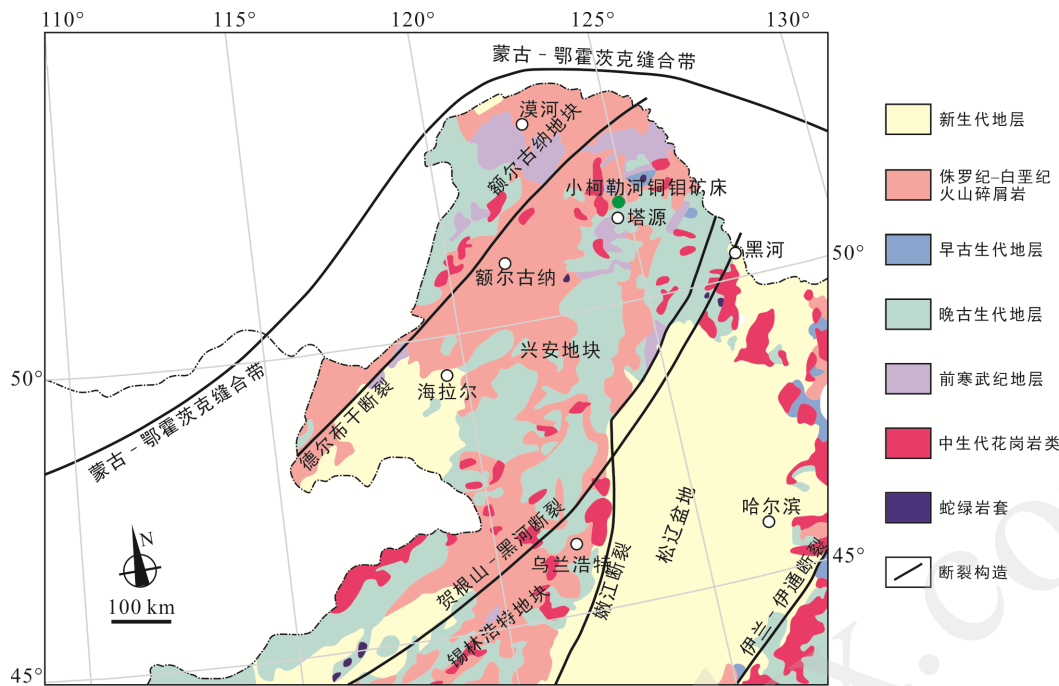 110°
115°
120°
125°
130°
蒙古-鄂霍茨克缝合带
漠河
额尔古纳地块
小柯勒河铜钼矿床
塔源
黑河
50°
额尔古纳
兴安地块
50°
海拉尔
德尔布干断裂
蒙古-鄂霍茨克缝合带
松辽盆地
哈尔滨
贺根山-黑河断裂
乌兰浩特
嫩江断裂
45°
伊兰-伊通断裂
锡林浩特地块
N
100 km
45°
新生代地层
侏罗纪-白垩纪
火山碎屑岩
早古生代地层
晚古生代地层
前寒武纪地层
中生代花岗岩类
蛇绿岩套
断裂构造